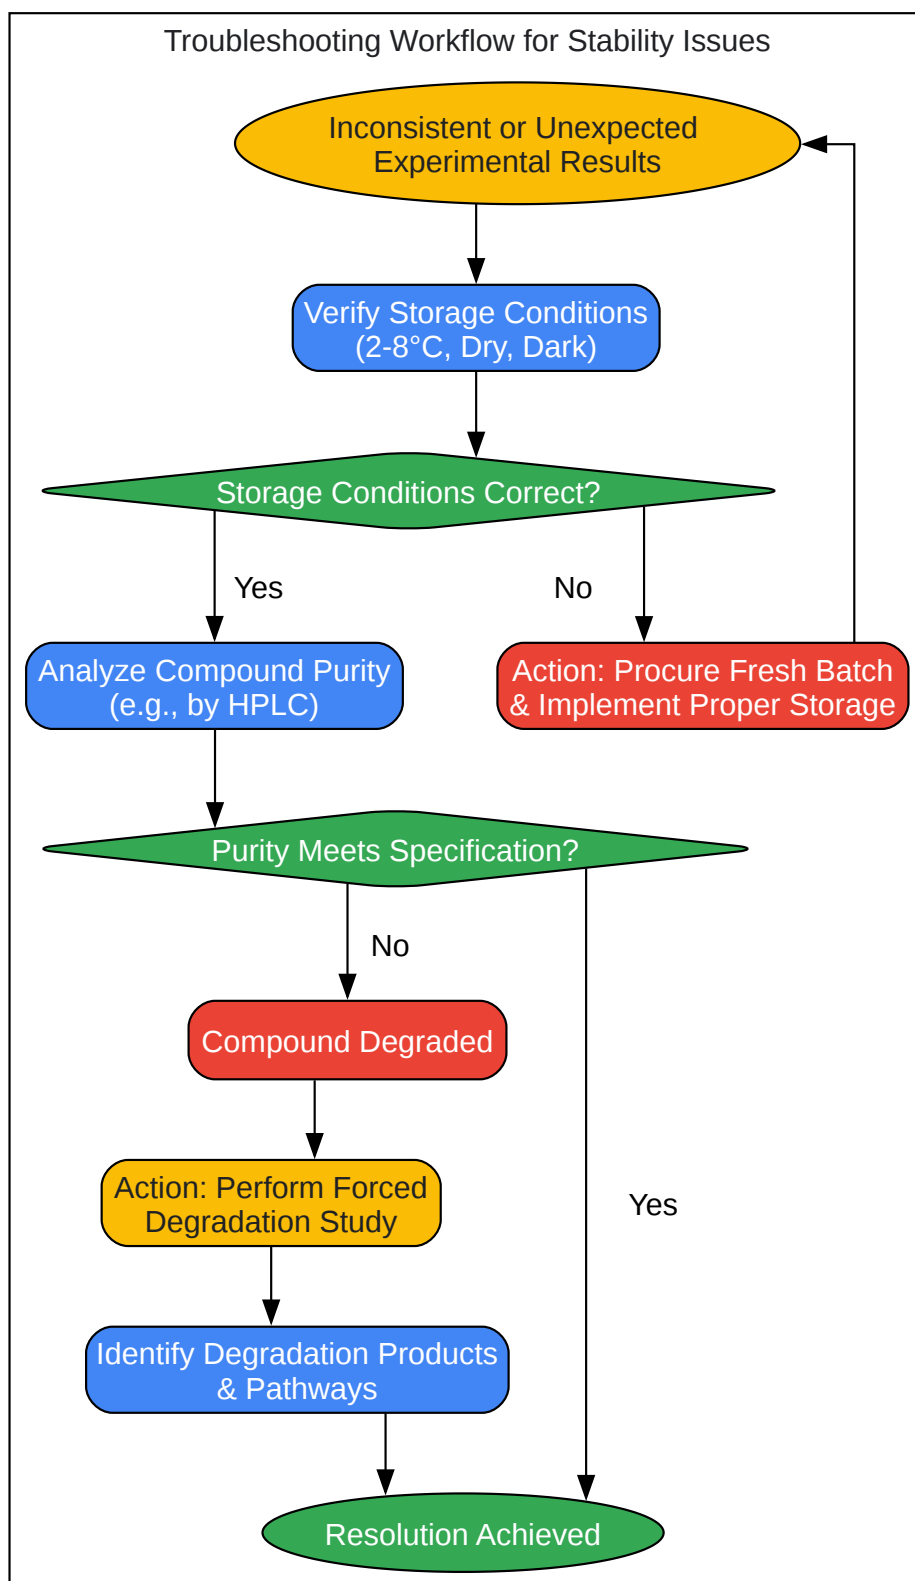 Troubleshooting Workflow for Stability Issues
Inconsistent or Unexpected
Experimental Results
Verify Storage Conditions
(2-8°C, Dry, Dark)
Storage Conditions Correct?
Yes
No
Analyze Compound Purity
(e.g., by HPLC)
Action: Procure Fresh Batch
& Implement Proper Storage
Purity Meets Specification?
No
Compound Degraded
Action: Perform Forced
Degradation Study
Yes
Identify Degradation Products
& Pathways
Resolution Achieved